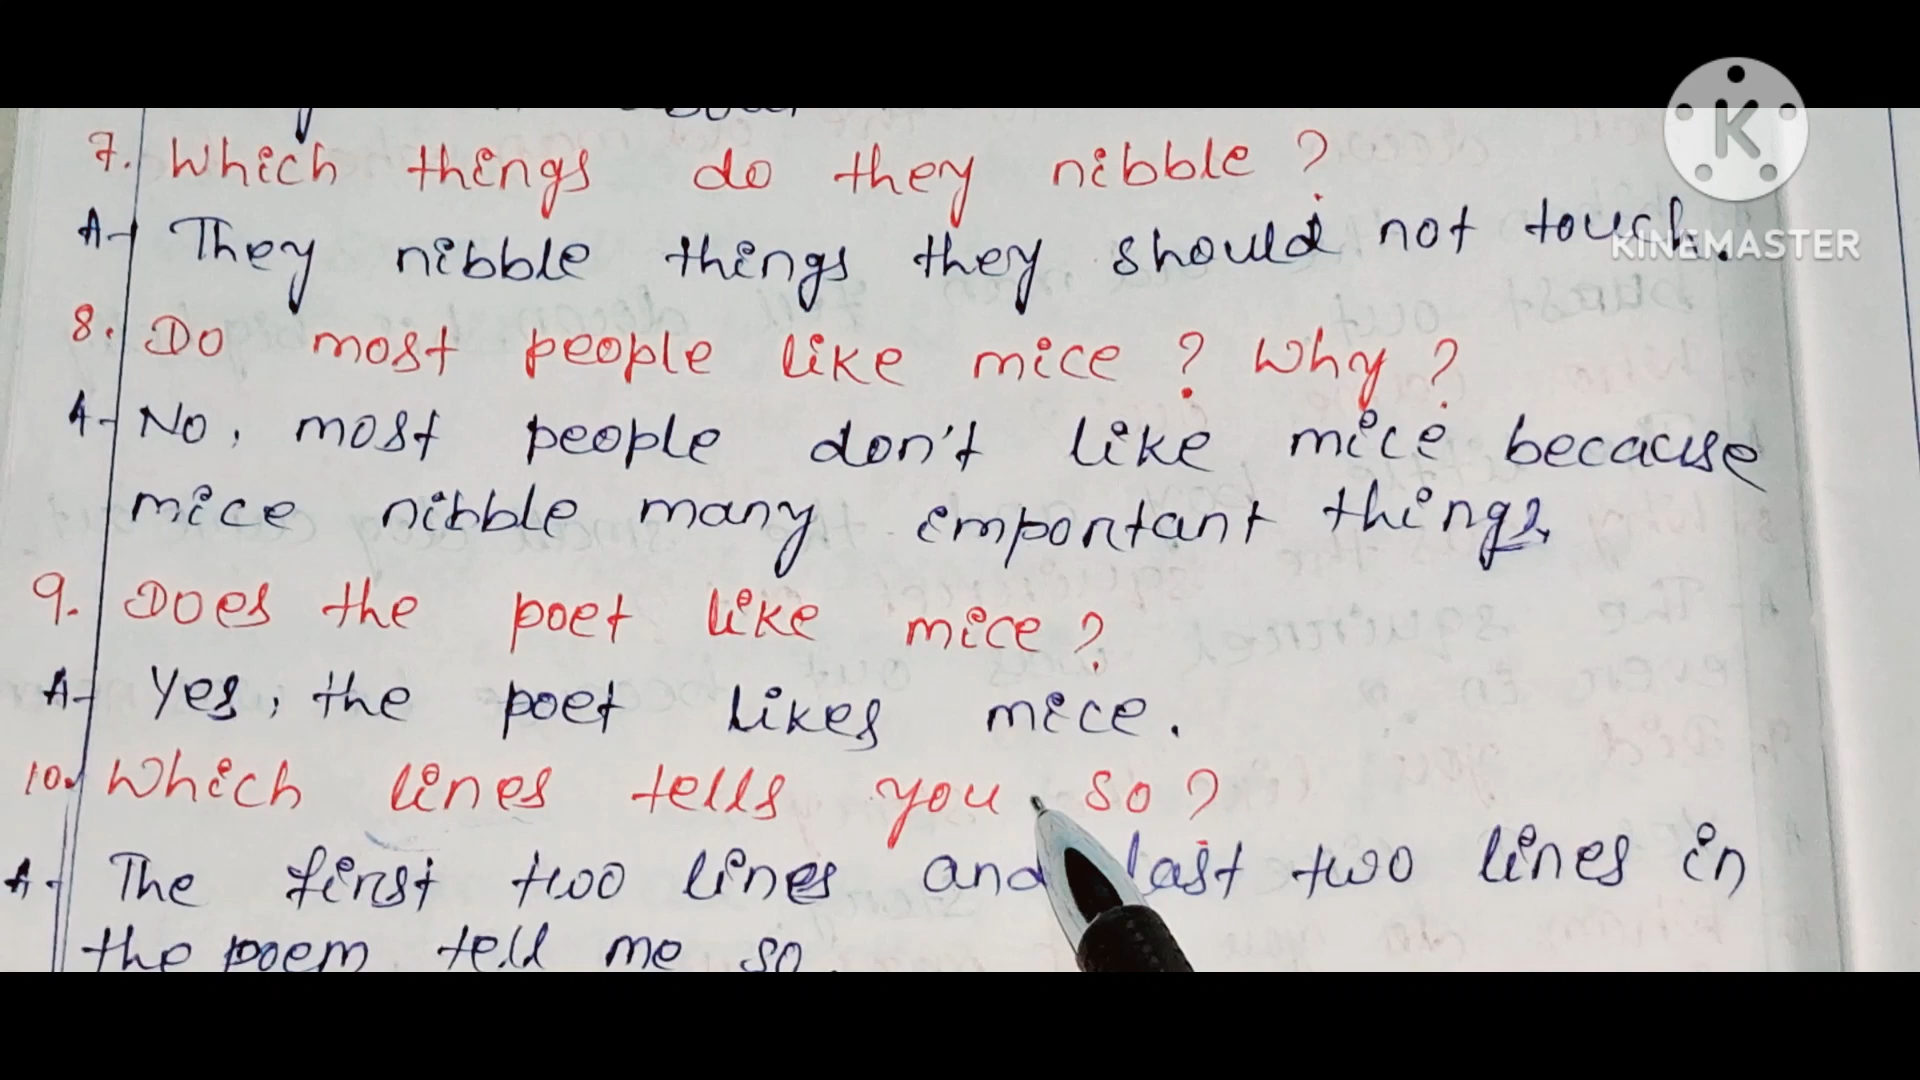 7. Which things do they nibble ?
A- They nibble things they should not touch.
8. Do most people like mice ? Why ?
A- No, most people don't like mice because
mice nibble many important things.
9. Does the poet like mice ?
A- Yes, the poet likes mice.
10. Which lines tells you so ?
A- The first two lines and last two lines in
the poem tell me so.
K
KINEMASTER